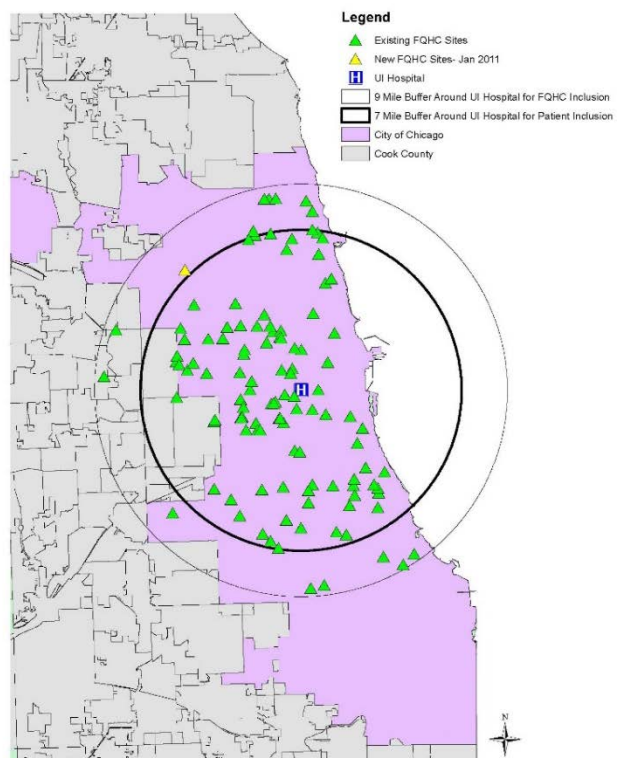 Legend
Existing FQHC Sites
New FQHC Sites- Jan 2011
H UI Hospital
9 Mile Buffer Around UI Hospital for FQHC Inclusion
7 Mile Buffer Around UI Hospital for Patient Inclusion
City of Chicago
Cook County
H
N